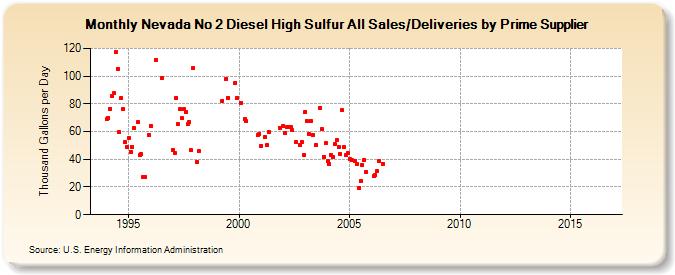 Monthly Nevada No 2 Diesel High Sulfur All Sales/Deliveries by Prime Supplier
Thousand Gallons per Day
120
100
80
60
40
20
0
1995 2000 2005 2010 2015
Source: U.S. Energy Information Administration